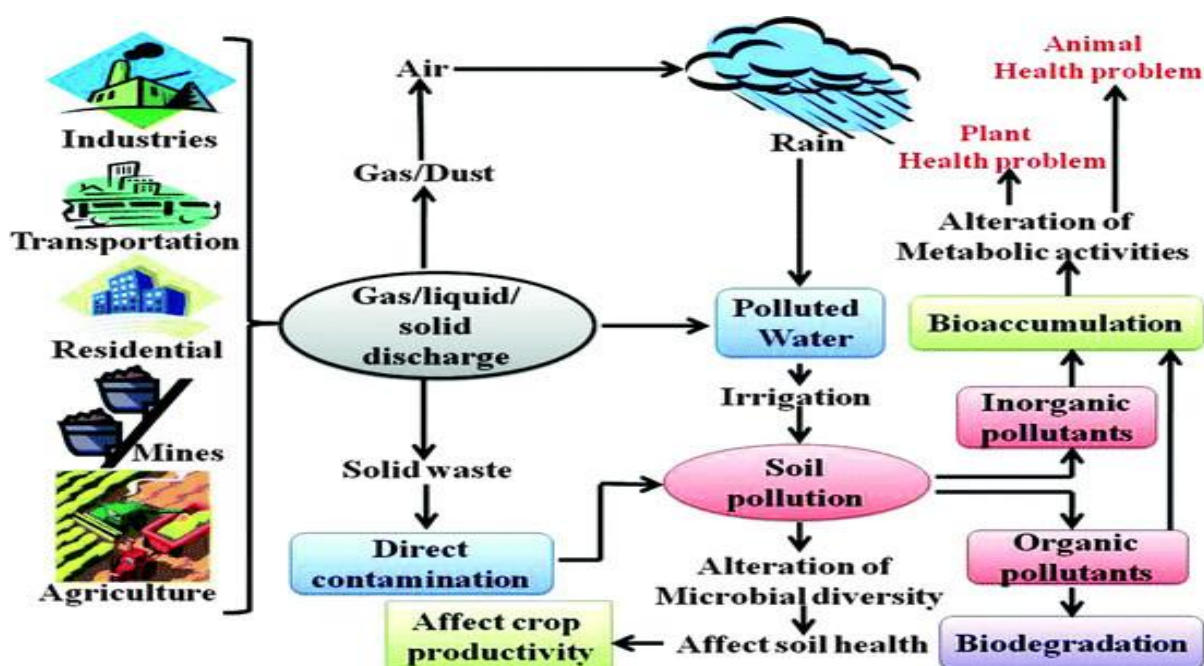 Industries
Transportation
Residential
Mines
Agriculture
Air
Gas/Dust
Gas/liquid/
solid
discharge
Solid waste
Direct
contamination
Rain
Polluted
Water
Irrigation
Soil
pollution
Alteration of
Microbial diversity
Affect soil health
Affect crop
productivity
Animal
Health problem
Plant
Health problem
Alteration of
Metabolic activities
Bioaccumulation
Inorganic
pollutants
Organic
pollutants
Biodegradation